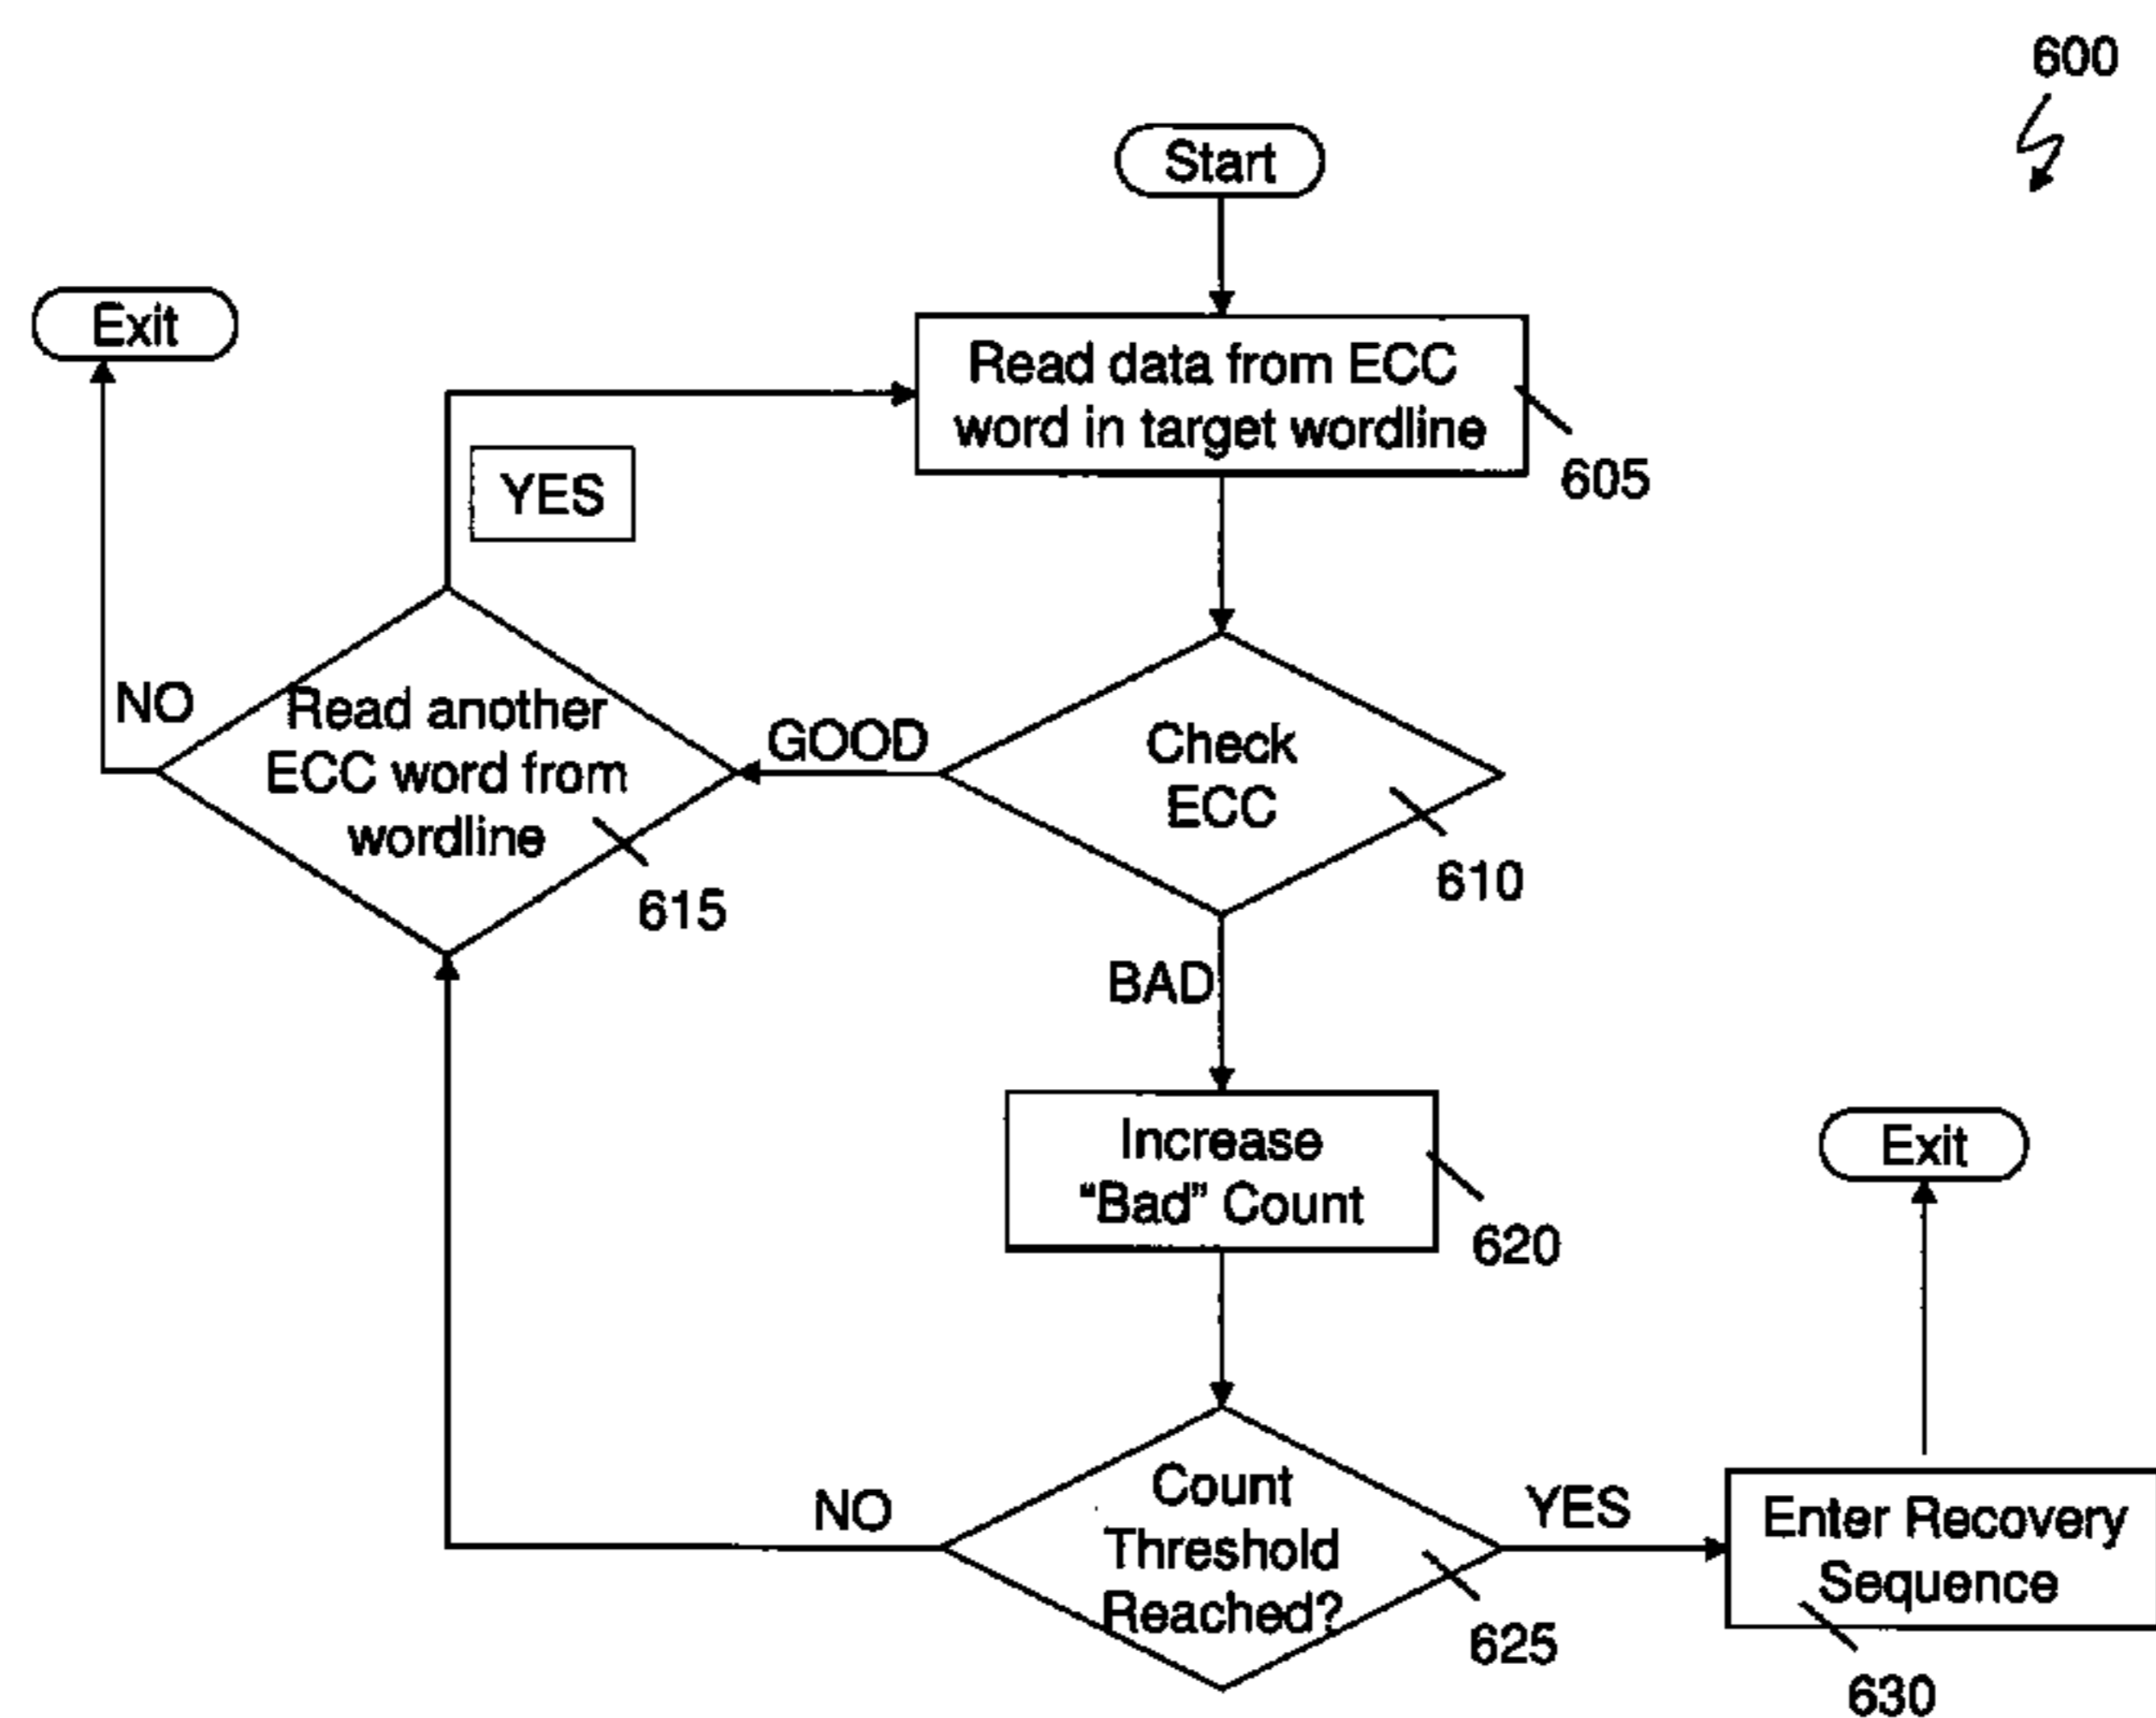 600
Start
Exit
Read data from ECC
word in target wordline
605
YES
NO
Read another
ECC word from
wordline
615
GOOD
Check
ECC
610
BAD
Increase
“Bad” Count
620
Exit
NO
Count
Threshold
Reached?
625
YES
Enter Recovery
Sequence
630